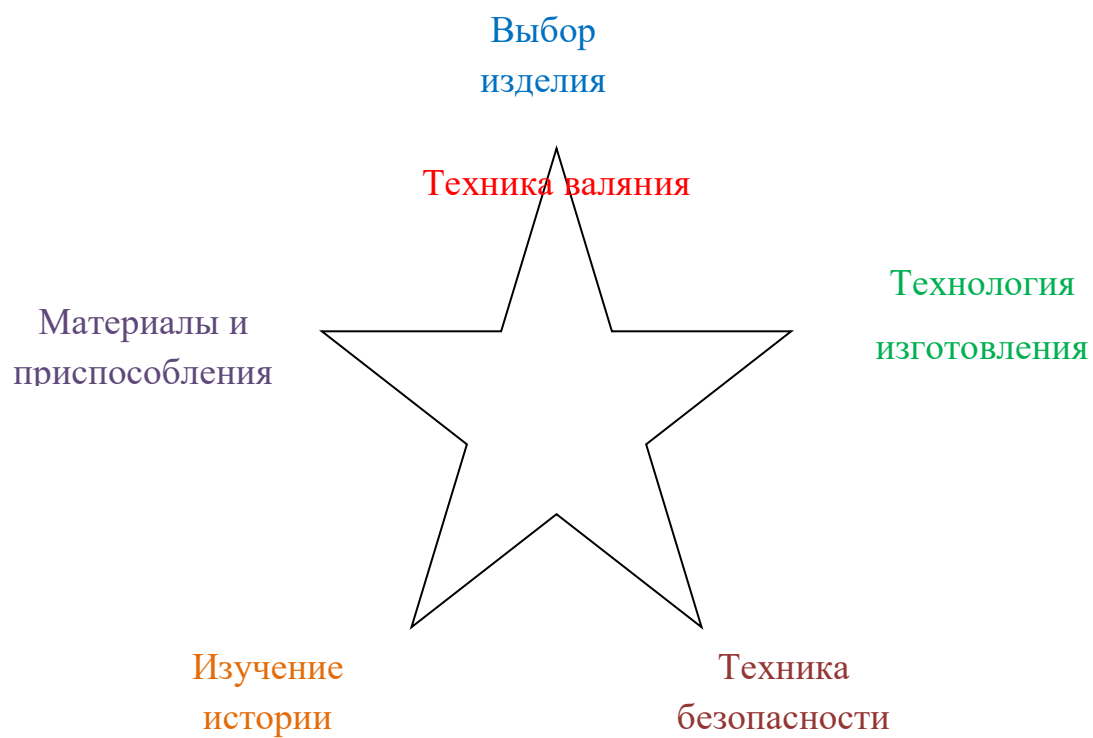 Выбор
изделия
Техника валяния
Технология
изготовления
Материалы и
приспособления
Изучение
истории
Техника
безопасности